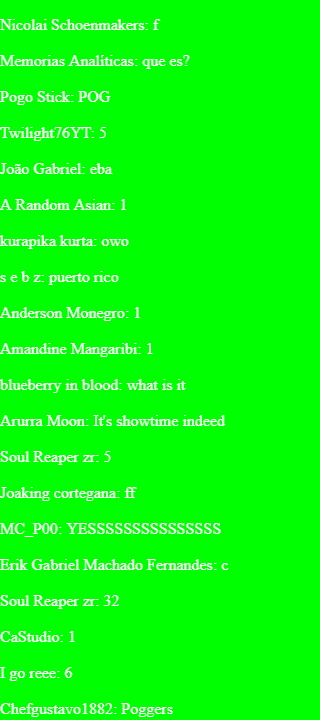 Nicolai Schoenmakers: f
Memorias Analíticas: que es?
Pogo Stick: POG
Twilight76YT: 5
João Gabriel: eba
A Random Asian: 1
kurapika kurta: owo
s e b z: puerto rico
Anderson Monegro: 1
Amandine Mangaribi: 1
blueberry in blood: what is it
Arurra Moon: It's showtime indeed
Soul Reaper zr: 5
Joaking cortegana: ff
MC_P00: YESSSSSSSSSSSSSSS
Erik Gabriel Machado Fernandes: c
Soul Reaper zr: 32
CaStudio: 1
I go reee: 6
Chefgustavo1882: Poggers